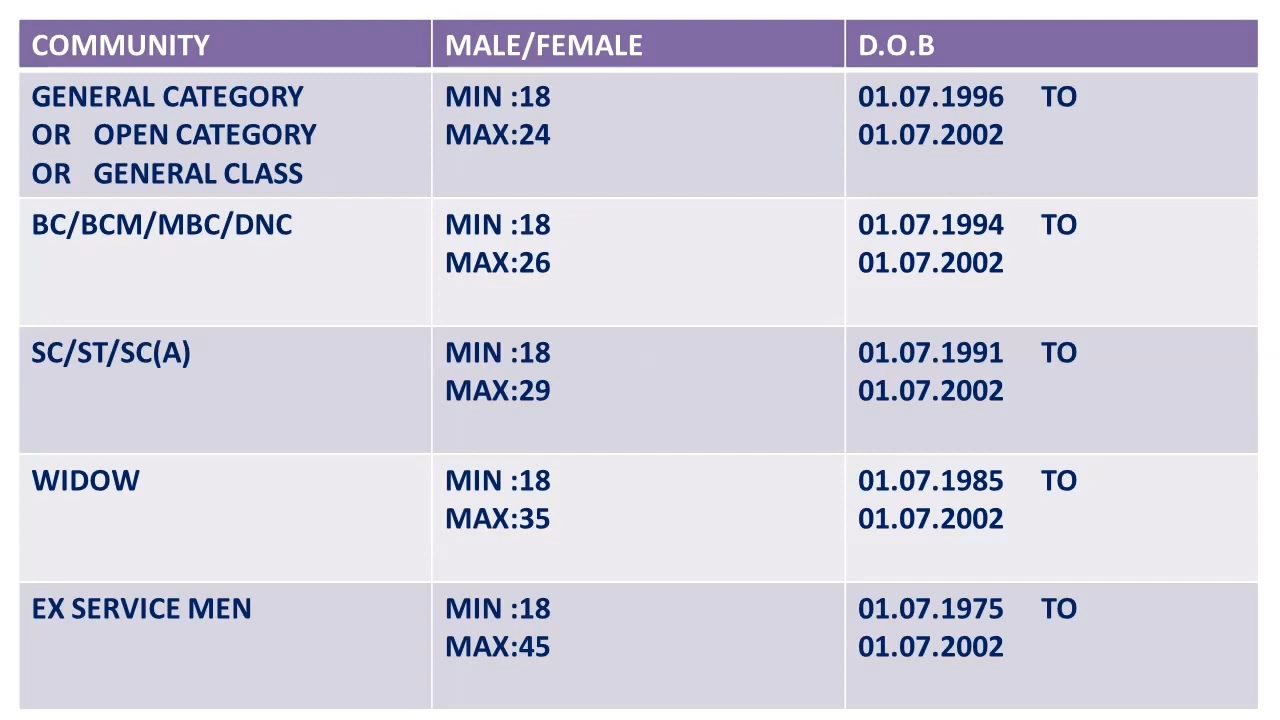 COMMUNITY MALE/FEMALE D.O.B
GENERAL CATEGORY MIN :18 01.07.1996 TO
OR OPEN CATEGORY MAX:24 01.07.2002
OR GENERAL CLASS
BC/BCM/MBC/DNC MIN :18 01.07.1994 TO
MAX:26 01.07.2002
SC/ST/SC(A) MIN :18 01.07.1991 TO
MAX:29 01.07.2002
WIDOW MIN :18 01.07.1985 TO
MAX:35 01.07.2002
EX SERVICE MEN MIN :18 01.07.1975 TO
MAX:45 01.07.2002